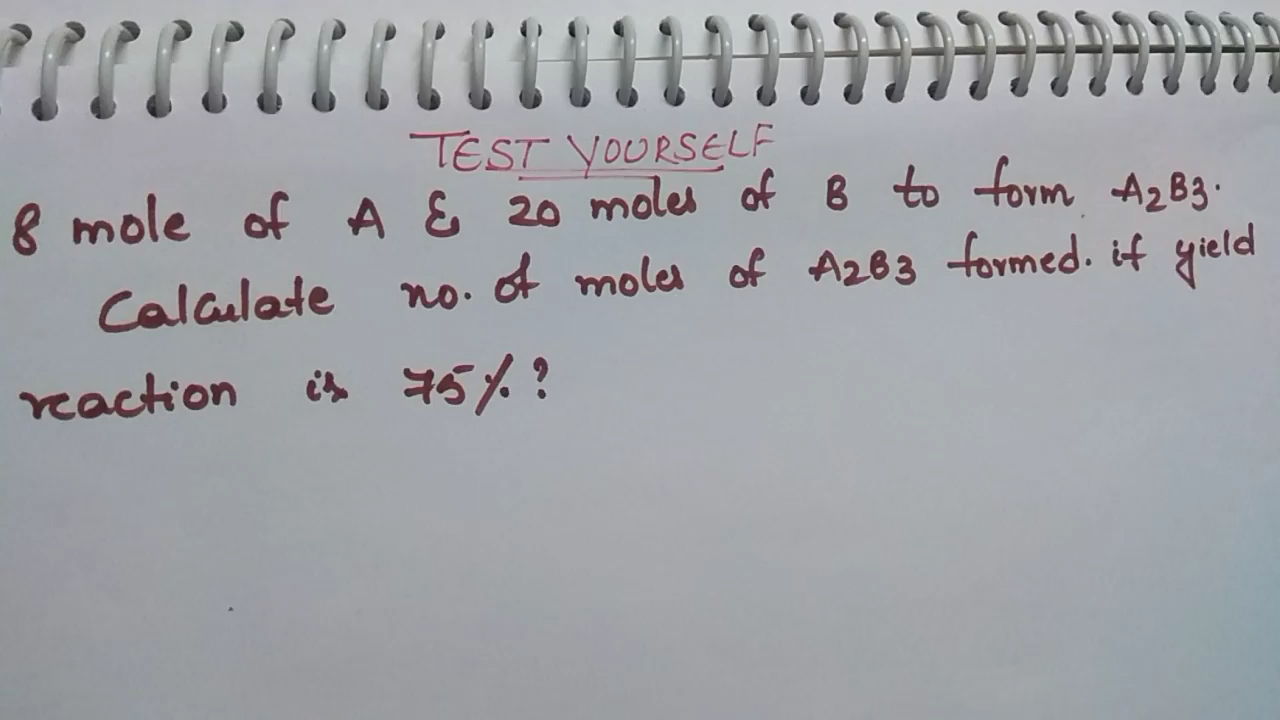 TEST YOURSELF
8 mole of A & 20 moles of B to form A2B3.
Calculate no. of moles of A2B3 formed. if yield
reaction is 75%?